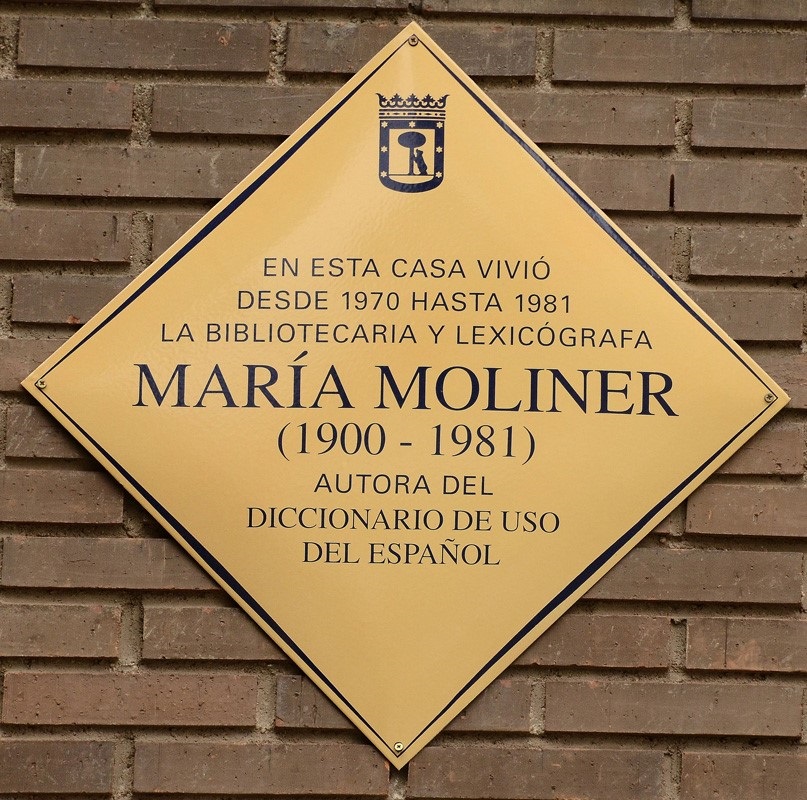 EN ESTA CASA VIVIÓ
DESDE 1970 HASTA 1981
LA BIBLIOTECARIA Y LEXICÓGRAFA
MARÍA MOLINER
(1900 - 1981)
AUTORA DEL
DICCIONARIO DE USO
DEL ESPAÑOL